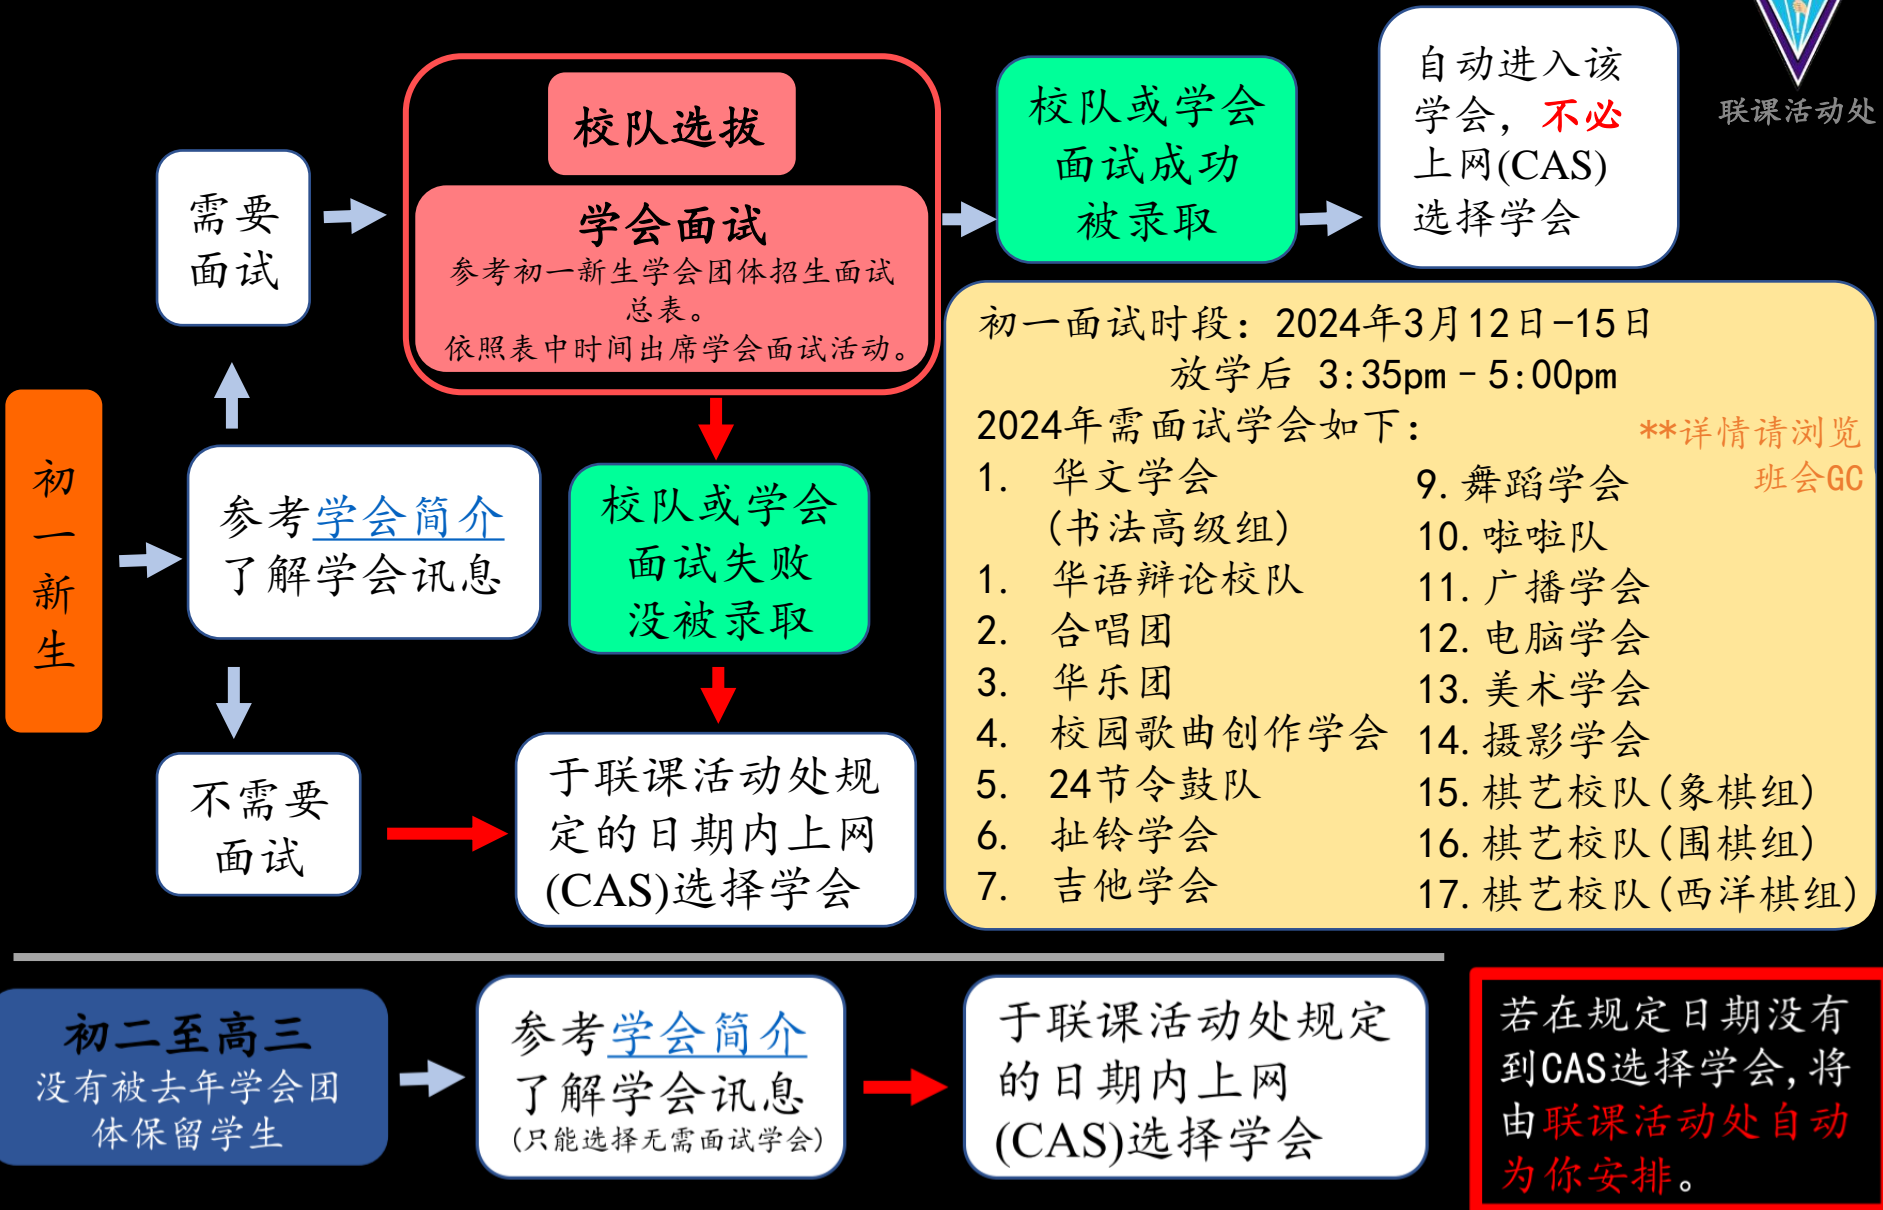 联课活动处
初
一
新
生
需要
面试
校队选拔
学会面试
参考初一新生学会团体招生面试
总表。
依照表中时间出席学会面试活动。
校队或学会
面试成功
被录取
自动进入该
学会，不必
上网(CAS)
选择学会
参考学会简介
了解学会讯息
校队或学会
面试失败
没被录取
不需要
面试
于联课活动处规
定的日期内上网
(CAS)选择学会
初一面试时段：2024年3月12日-15日
放学后 3:35pm–5:00pm
2024年需面试学会如下：
**详情请浏览
班会GC
1. 华文学会
(书法高级组)
1. 华语辩论校队
2. 合唱团
3. 华乐团
4. 校园歌曲创作学会
5. 24节令鼓队
6. 扯铃学会
7. 吉他学会
9. 舞蹈学会
10. 啦啦队
11. 广播学会
12. 电脑学会
13. 美术学会
14. 摄影学会
15. 棋艺校队(象棋组)
16. 棋艺校队(围棋组)
17. 棋艺校队(西洋棋组)
初二至高三
没有被去年学会团
体保留学生
参考学会简介
了解学会讯息
(只能选择无需面试学会)
于联课活动处规定
的日期内上网
(CAS)选择学会
若在规定日期没有
到CAS选择学会,将
由联课活动处自动
为你安排。